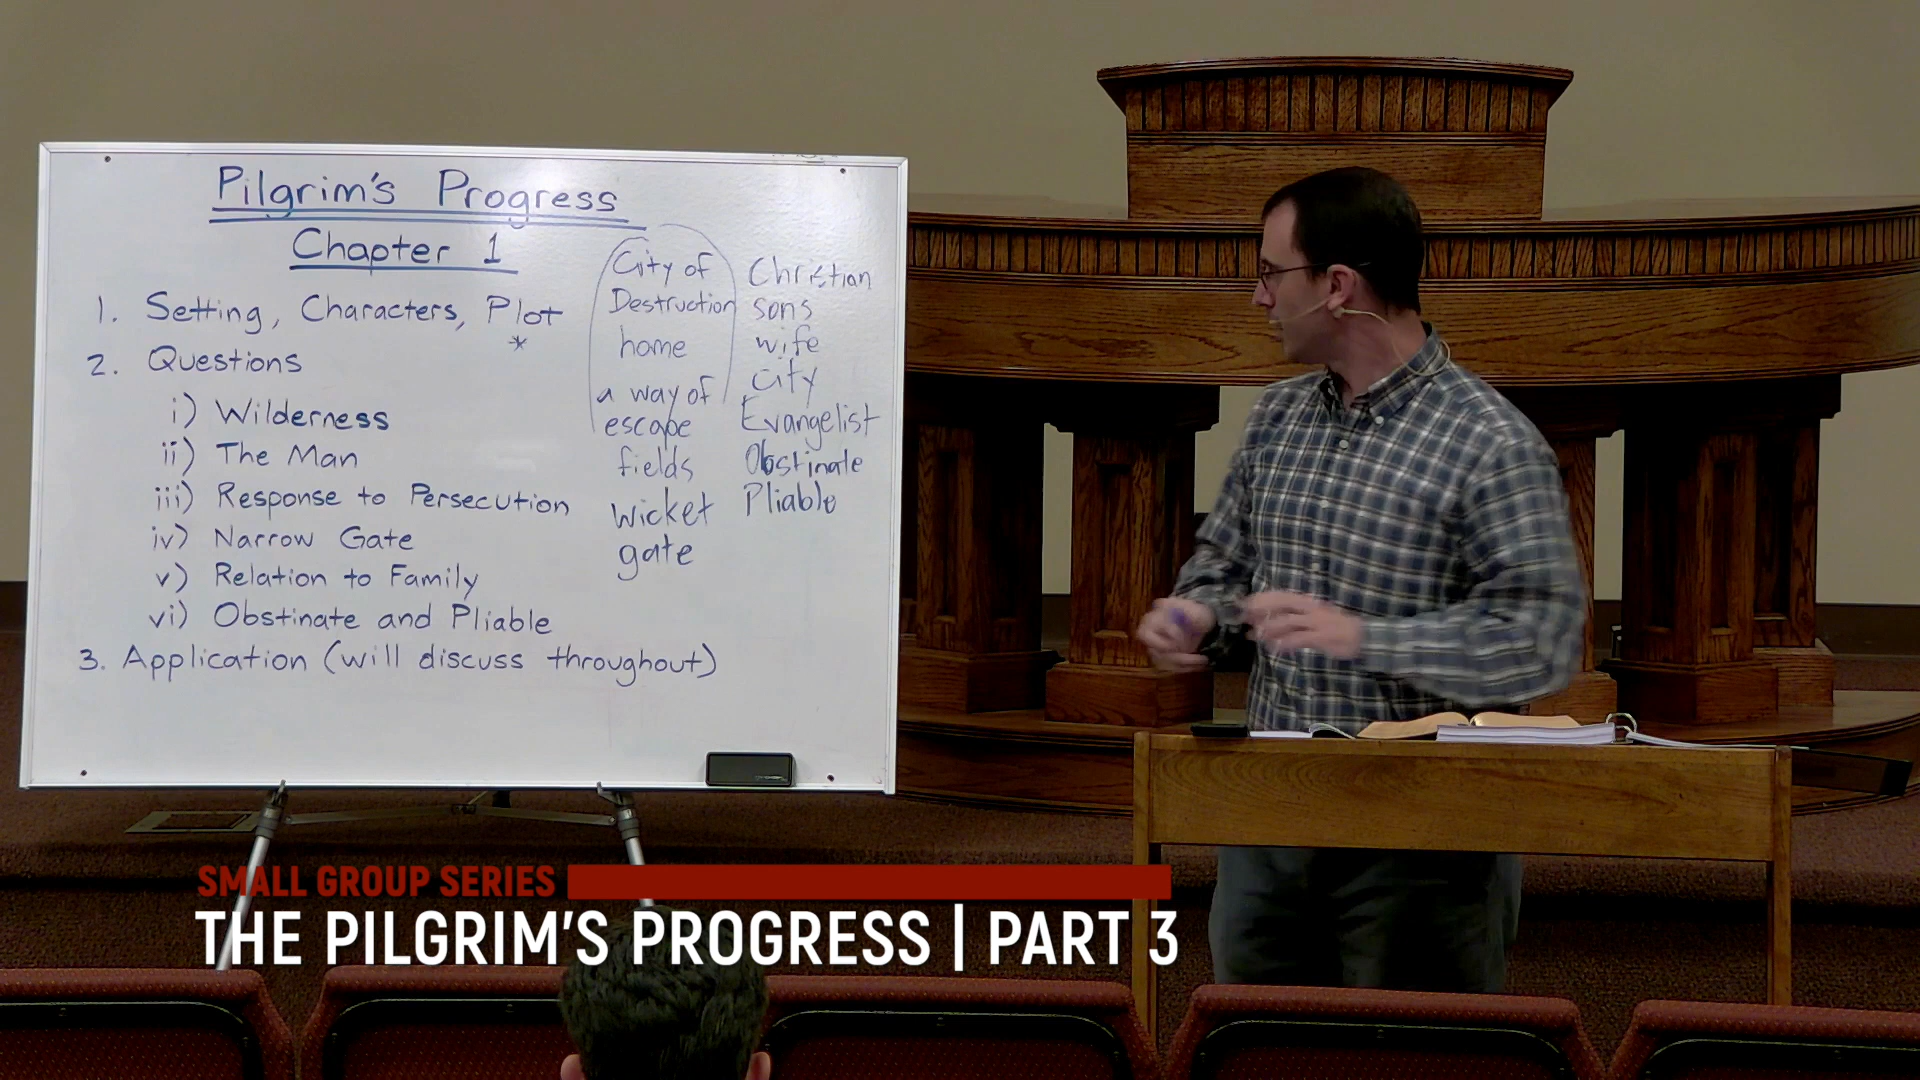 Pilgrim's Progress
Chapter 1
1. Setting, Characters, Plot
*
2. Questions
i) Wilderness
ii) The Man
iii) Response to Persecution
iv) Narrow Gate
v) Relation to Family
vi) Obstinate and Pliable
3. Application (will discuss throughout)
City of
Destruction
home
a way of
escape
fields
wicket
gate
Christian
sons
wife
city
Evangelist
Obstinate
Pliable
SMALL GROUP SERIES
THE PILGRIM'S PROGRESS | PART 3